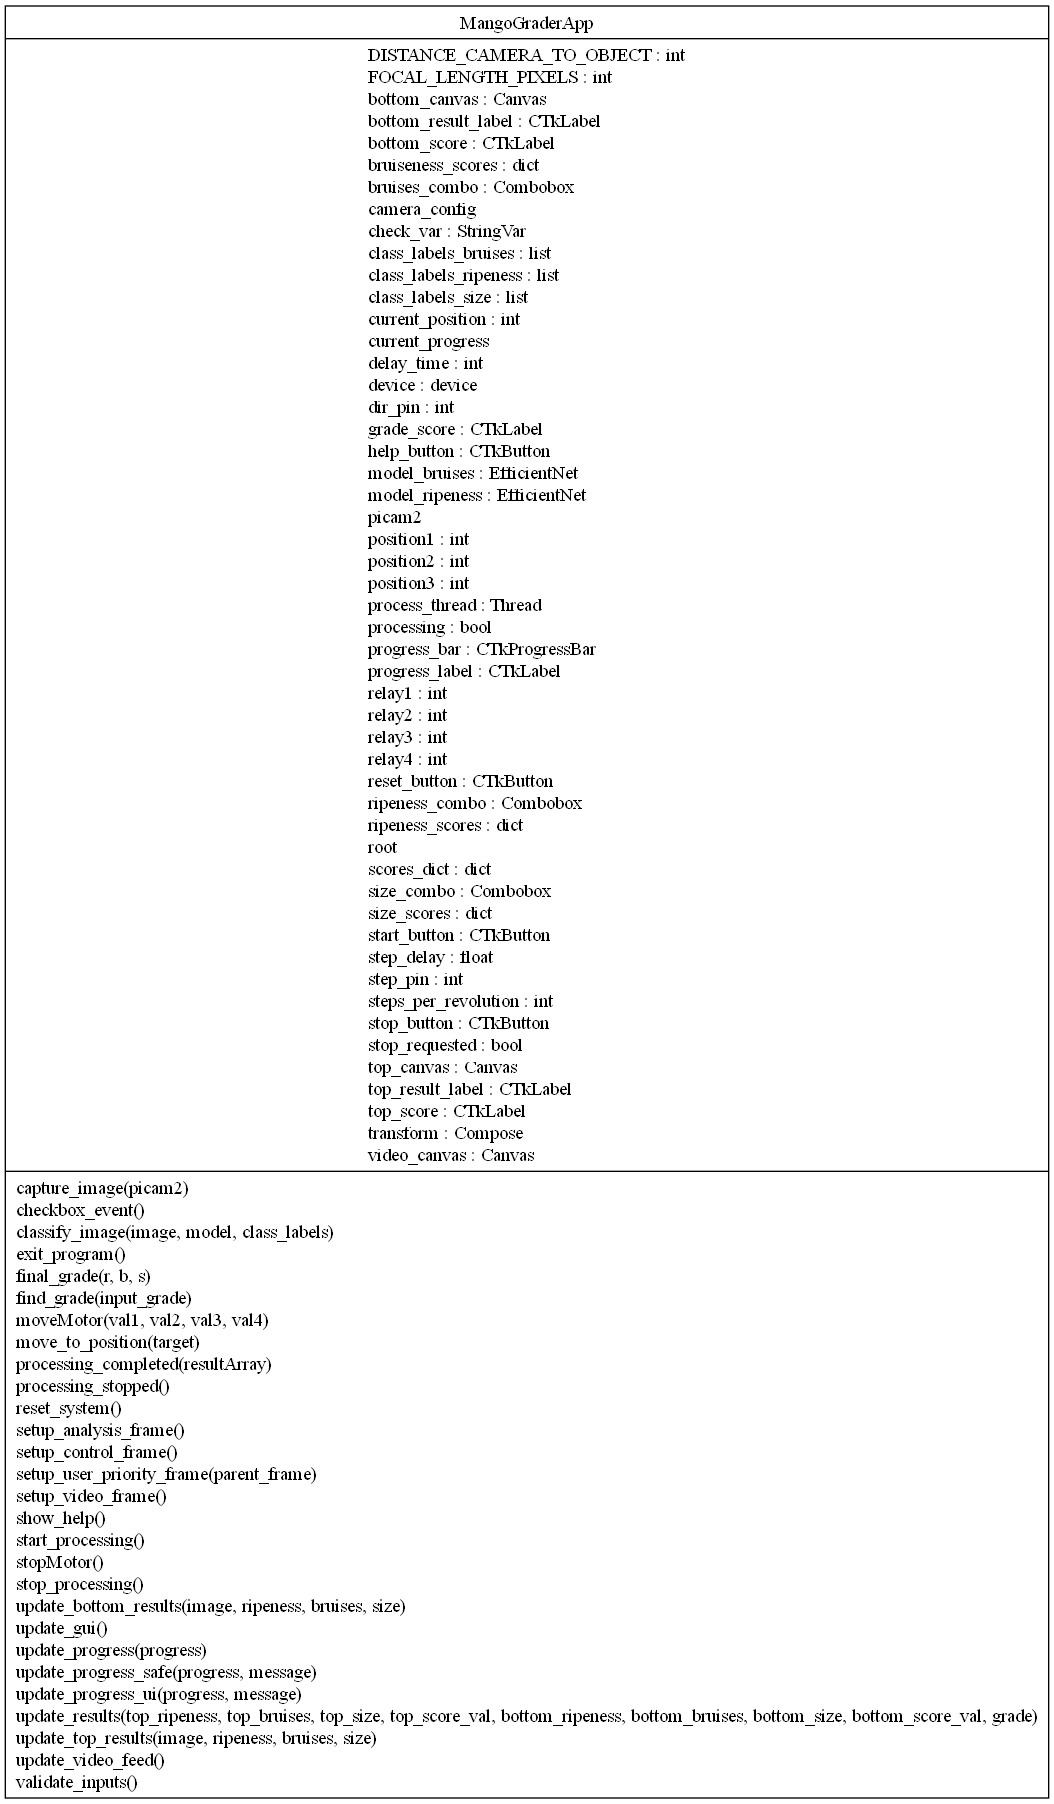 MangoGraderApp
DISTANCE_CAMERA_TO_OBJECT : int
FOCAL_LENGTH_PIXELS : int
bottom_canvas : Canvas
bottom_result_label : CTkLabel
bottom_score : CTkLabel
bruiseness_scores : dict
bruises_combo : Combobox
camera_config
check_var : StringVar
class_labels_bruises : list
class_labels_ripeness : list
class_labels_size : list
current_position : int
current_progress
delay_time : int
device : device
dir_pin : int
grade_score : CTkLabel
help_button : CTkButton
model_bruises : EfficientNet
model_ripeness : EfficientNet
picam2
position1 : int
position2 : int
position3 : int
process_thread : Thread
processing : bool
progress_bar : CTkProgressBar
progress_label : CTkLabel
relay1 : int
relay2 : int
relay3 : int
relay4 : int
reset_button : CTkButton
ripeness_combo : Combobox
ripeness_scores : dict
root
scores_dict : dict
size_combo : Combobox
size_scores : dict
start_button : CTkButton
step_delay : float
step_pin : int
steps_per_revolution : int
stop_button : CTkButton
stop_requested : bool
top_canvas : Canvas
top_result_label : CTkLabel
top_score : CTkLabel
transform : Compose
video_canvas : Canvas
capture_image(picam2)
checkbox_event()
classify_image(image, model, class_labels)
exit_program()
final_grade(r, b, s)
find_grade(input_grade)
moveMotor(val1, val2, val3, val4)
move_to_position(target)
processing_completed(resultArray)
processing_stopped()
reset_system()
setup_analysis_frame()
setup_control_frame()
setup_user_priority_frame(parent_frame)
setup_video_frame()
show_help()
start_processing()
stopMotor()
stop_processing()
update_bottom_results(image, ripeness, bruises, size)
update_gui()
update_progress(progress)
update_progress_safe(progress, message)
update_progress_ui(progress, message)
update_results(top_ripeness, top_bruises, top_size, top_score_val, bottom_ripeness, bottom_bruises, bottom_size, bottom_score_val, grade)
update_top_results(image, ripeness, bruises, size)
update_video_feed()
validate_inputs()